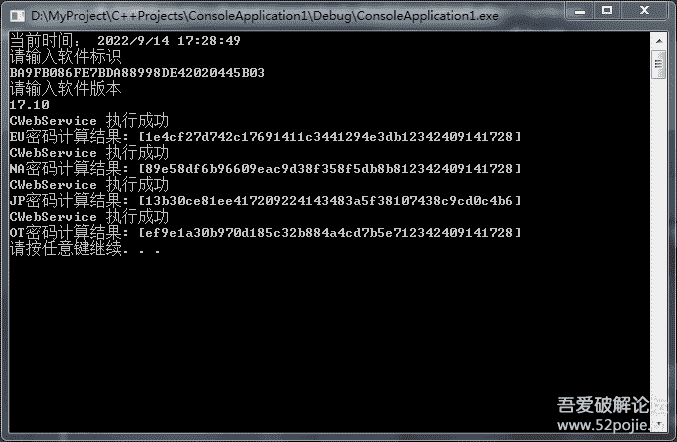 D:\MyProject\C++Projects\ConsoleApplication1\Debug\ConsoleApplication1.exe
当前时间: 2022/9/14 17:28:49
请输入软件标识
BA9FB086FE7BDA88998DE42020445B03
请输入软件版本
17.10
CWebService 执行成功
EU密码计算结果: [1e4cf27d742c17691411c3441294e3db12342409141728]
CWebService 执行成功
NA密码计算结果: [89e58df6b96609eac9d38f358f5db8b812342409141728]
CWebService 执行成功
JP密码计算结果: [13b30ce81ee417209224143483a5f38107438c9cd0c4b6]
CWebService 执行成功
OT密码计算结果: [ef9e1a30b970d185c32b884a4cd7b5e712342409141728]
请按任意键继续. . .
吾爱破解论坛
www.52pojie.